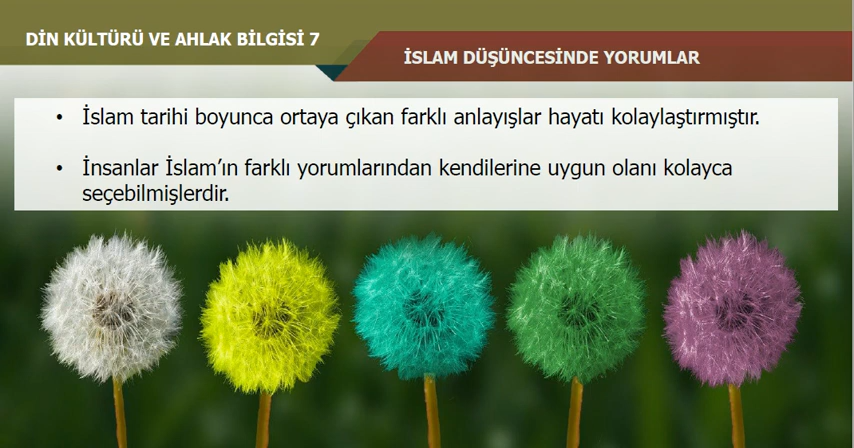 DİN KÜLTÜRÜ VE AHLAK BİLGİSİ 7
İSLAM DÜŞÜNCESİNDE YORUMLAR
• İslam tarihi boyunca ortaya çıkan farklı anlayışlar hayatı kolaylaştırmıştır.
• İnsanlar İslam’ın farklı yorumlarından kendilerine uygun olanı kolayca
seçebilmişlerdir.